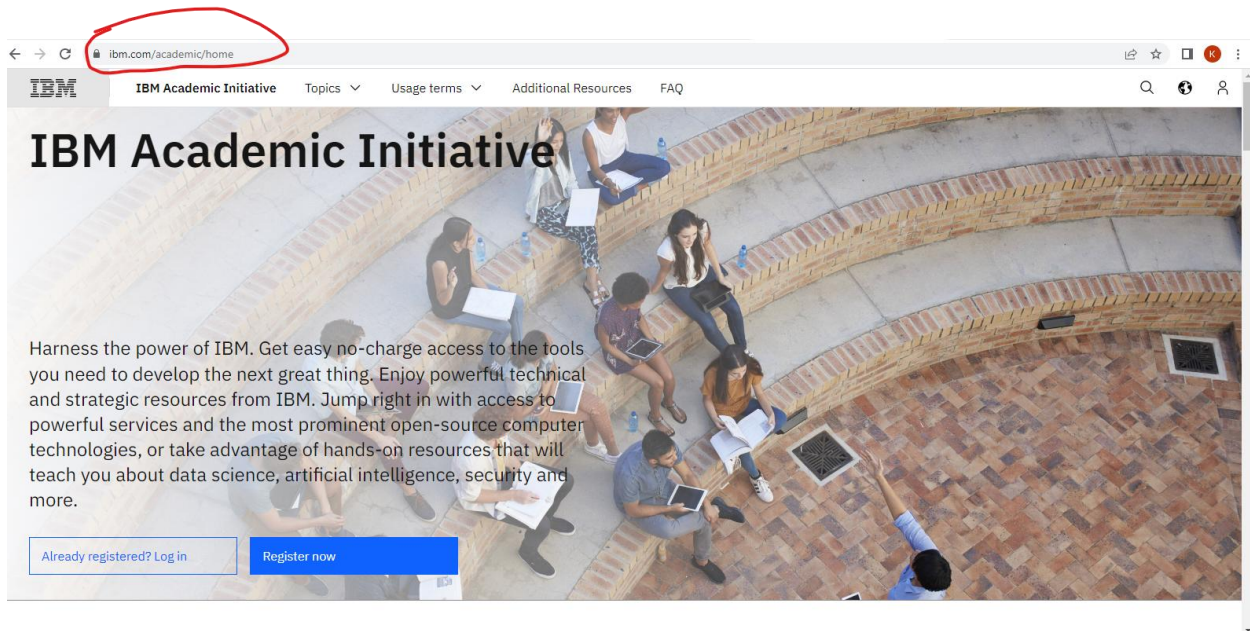 ibm.com/academic/home
K
IBM
IBM Academic Initiative Topics Usage terms Additional Resources FAQ
IBM Academic Initiative
Harness the power of IBM. Get easy no-charge access to the tools
you need to develop the next great thing. Enjoy powerful technical
and strategic resources from IBM. Jump right in with access to
powerful services and the most prominent open-source computer
technologies, or take advantage of hands-on resources that will
teach you about data science, artificial intelligence, security and
more.
Already registered? Log in
Register now